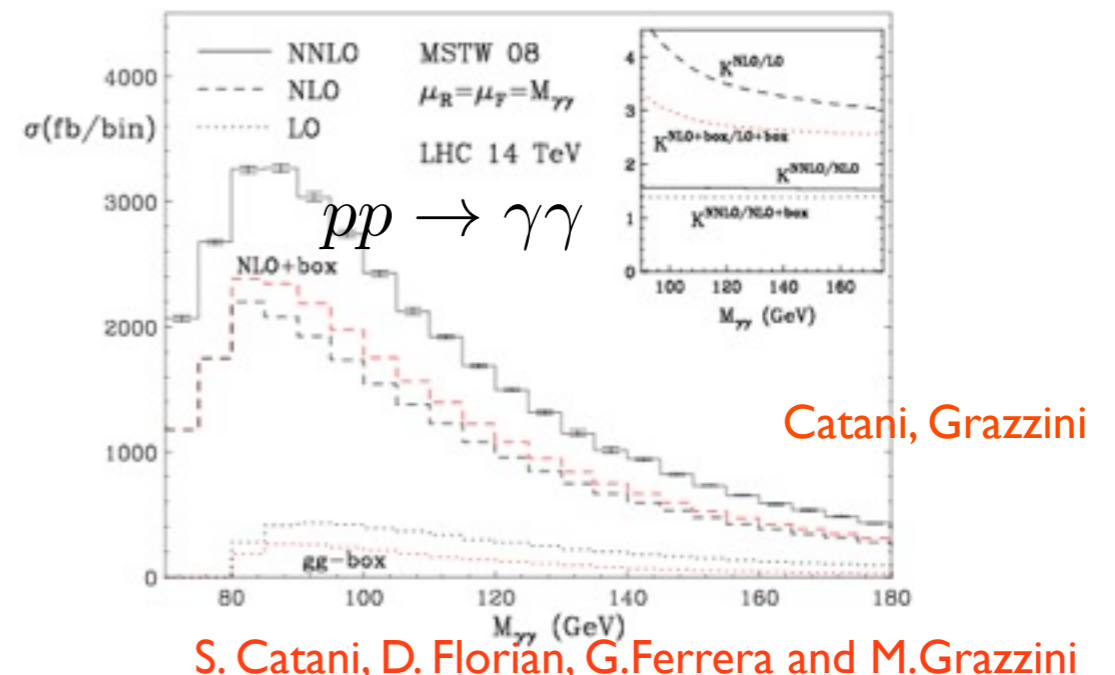 NNLO
NLO
LO
MSTW 08
μR=μF=Mγγ
LHC 14 TeV
σ(fb/bin)
4000
3000
2000
1000
0
pp → γγ
NLO+box
gg-box
80 100 120 140 160 180
Mγγ (GeV)
4
3
2
1
0
K^NLO/LO
K^NLO+box/LO+box
K^NNLO/NLO
K^NNLO/NLO+box
100 120 140 160
Mγγ (GeV)
Catani, Grazzini
S. Catani, D. Florian, G.Ferrera and M.Grazzini